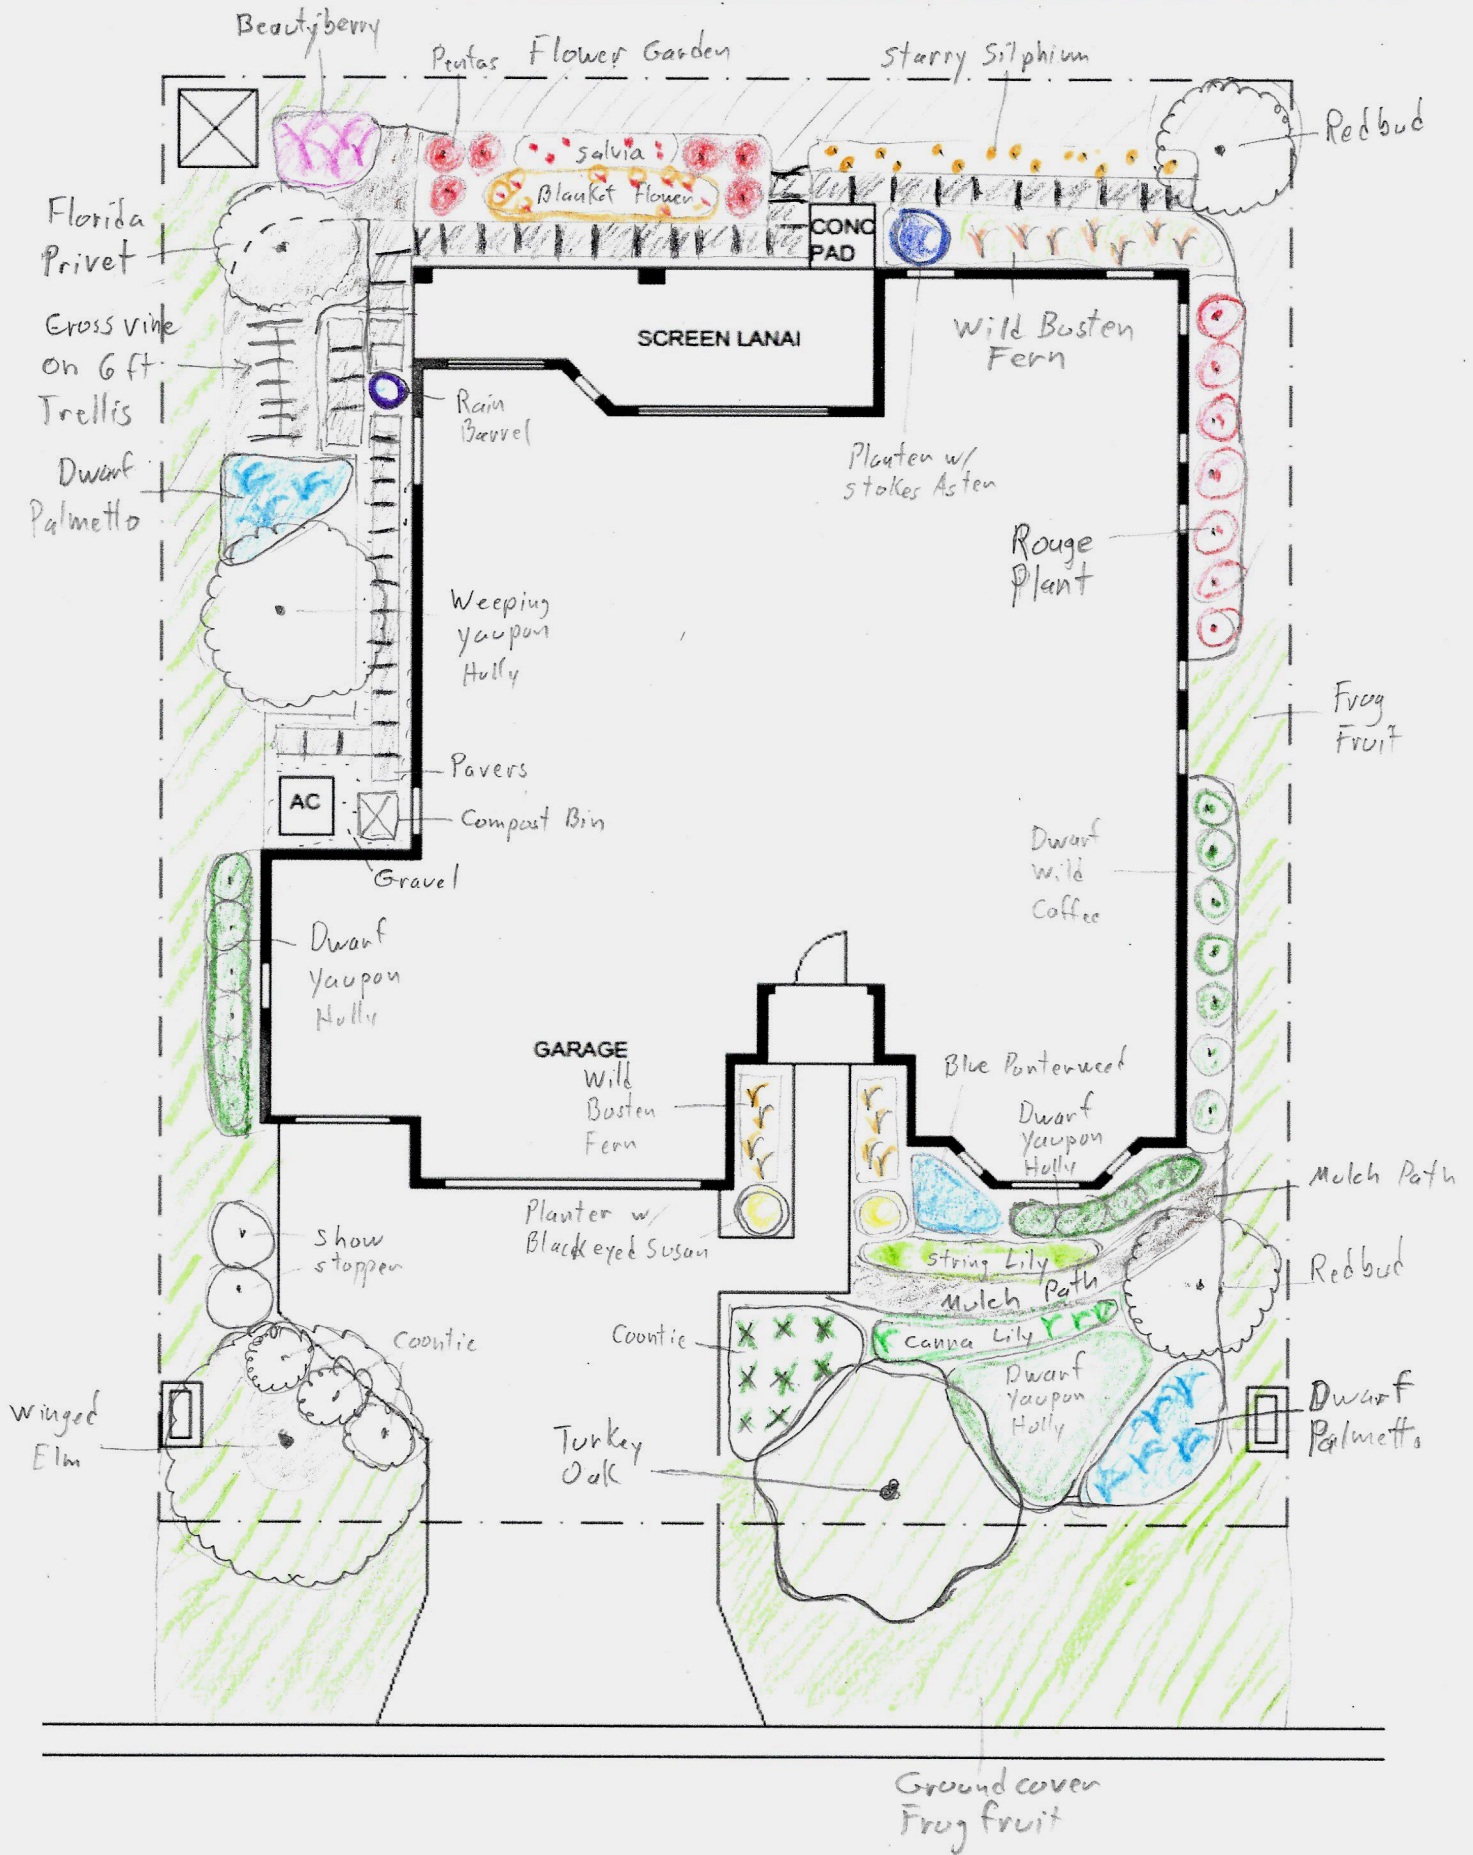 Beautyberry
Pentas
Flower Garden
Starry Silphium
Redbud
Salvia
Blanket Flower
Florida
Privet
CONC
PAD
SCREEN LANAI
Wild Bosten
Fern
Crossvine
on 6 ft
Trellis
Rain
Barrel
Dwarf
Palmetto
Planter w/
Stokes Aster
Rouge
Plant
Weeping
Yaupon
Holly
Frog
Fruit
Pavers
AC
Compost Bin
Gravel
Dwarf
Wild
Coffee
Dwarf
Yaupon
Holly
GARAGE
Wild
Bosten
Fern
Blue Porterweed
Dwarf
Yaupon
Holly
Mulch Path
Planter w/
Blackeyed Susan
Show
stopper
String Lily
Mulch Path
Redbud
Coontie
Coontie
Canna Lily
Dwarf
Yaupon
Holly
Winged
Elm
Dwarf
Palmetto
Turkey
Oak
Groundcover
Frog fruit